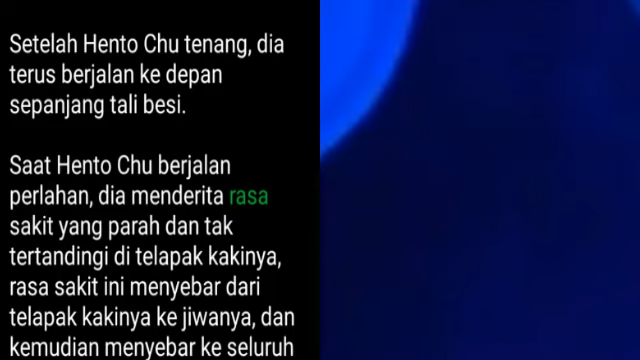 Setelah Hento Chu tenang, dia
terus berjalan ke depan
sepanjang tali besi.
Saat Hento Chu berjalan
perlahan, dia menderita rasa
sakit yang parah dan tak
tertandingi di telapak kakinya,
rasa sakit ini menyebar dari
telapak kakinya ke jiwanya, dan
kemudian menyebar ke seluruh